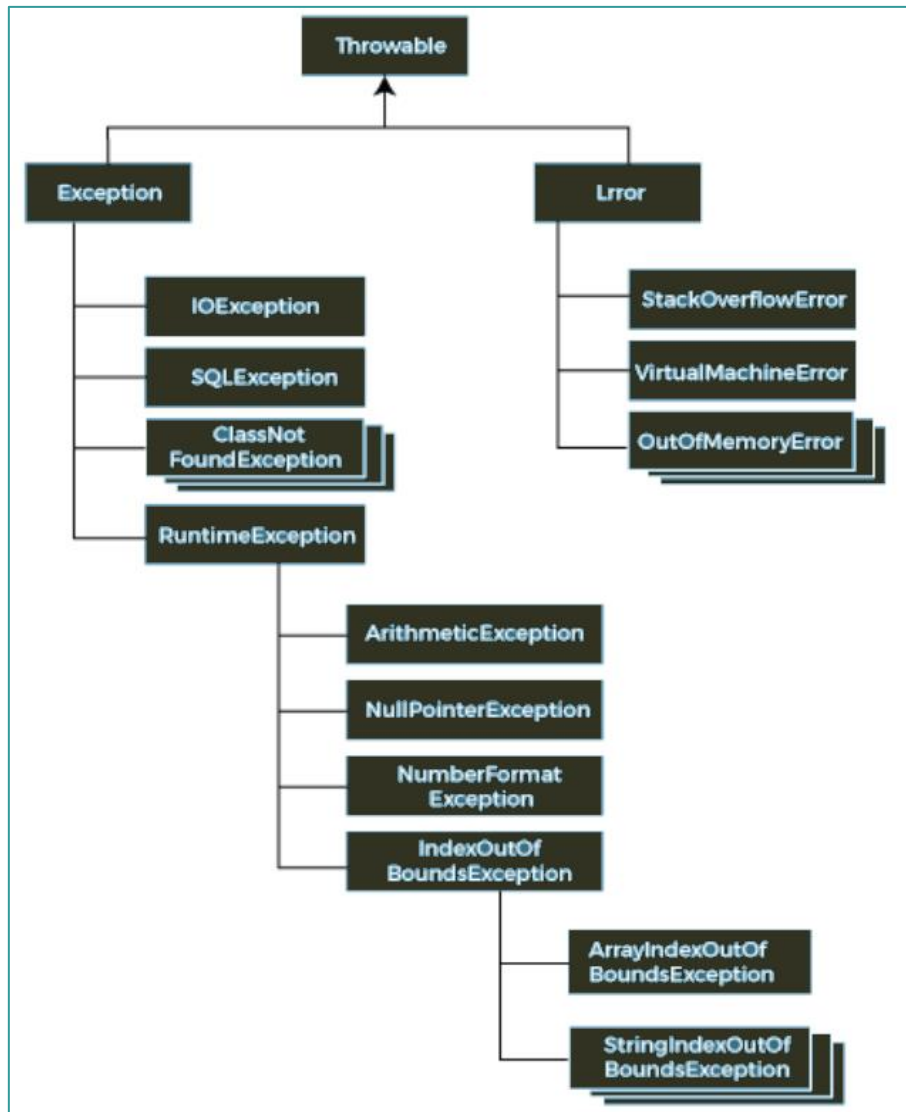 Throwable
Exception
Lrror
IOException
SQLException
ClassNot
FoundException
RuntimeException
StackOverflowError
VirtualMachineError
OutOfMemoryError
ArithmeticException
NullPointerException
NumberFormat
Exception
IndexOutOf
BoundsException
ArrayIndexOutOf
BoundsException
StringIndexOutOf
BoundsException